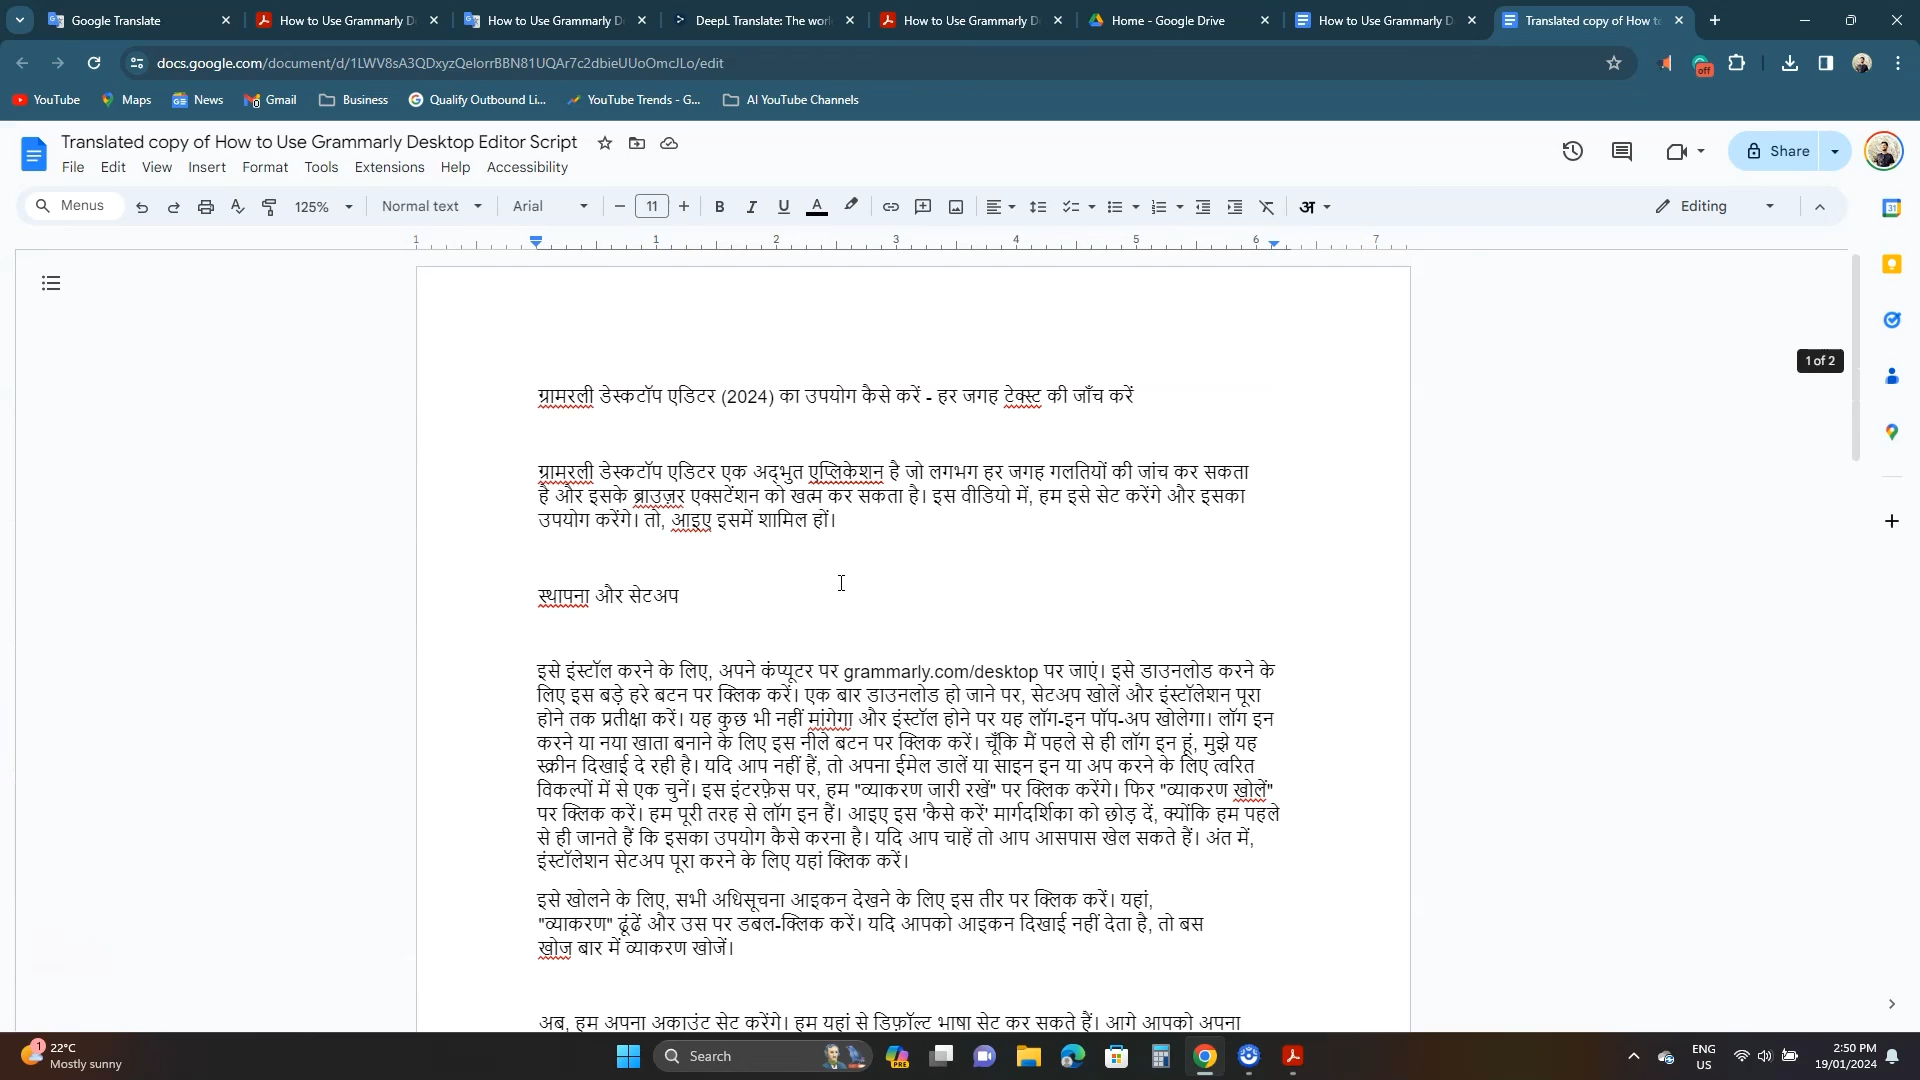 Google Translate
How to Use Grammarly D
How to Use Grammarly D
DeepL Translate: The worl
How to Use Grammarly D
Home - Google Drive
How to Use Grammarly D
Translated copy of How to
docs.google.com/document/d/1LWV8sA3QDxyzQelorrBBN81UQAr7c2dbieUUoOmcJLo/edit
off
YouTube
Maps
News
Gmail
Business
Qualify Outbound Li...
YouTube Trends - G...
AI YouTube Channels
Translated copy of How to Use Grammarly Desktop Editor Script
Share
File Edit View Insert Format Tools Extensions Help Accessibility
Menus
125%
Normal text
Arial
11
B I U A
अ
Editing
31
1 1 2 3 4 5 6 7
1 of 2
ग्रामरली डेस्कटॉप एडिटर (2024) का उपयोग कैसे करें - हर जगह टेक्स्ट की जाँच करें
ग्रामरली डेस्कटॉप एडिटर एक अद्भुत एप्लिकेशन है जो लगभग हर जगह गलतियों की जांच कर सकता
है और इसके ब्राउज़र एक्सटेंशन को खत्म कर सकता है। इस वीडियो में, हम इसे सेट करेंगे और इसका
उपयोग करेंगे। तो, आइए इसमें शामिल हों।
स्थापना और सेटअप
इसे इंस्टॉल करने के लिए, अपने कंप्यूटर पर grammarly.com/desktop पर जाएं। इसे डाउनलोड करने के
लिए इस बड़े हरे बटन पर क्लिक करें। एक बार डाउनलोड हो जाने पर, सेटअप खोलें और इंस्टॉलेशन पूरा
होने तक प्रतीक्षा करें। यह कुछ भी नहीं मांगेगा और इंस्टॉल होने पर यह लॉग-इन पॉप-अप खोलेगा। लॉग इन
करने या नया खाता बनाने के लिए इस नीले बटन पर क्लिक करें। चूँकि मैं पहले से ही लॉग इन हूं, मुझे यह
स्क्रीन दिखाई दे रही है। यदि आप नहीं हैं, तो अपना ईमेल डालें या साइन इन या अप करने के लिए त्वरित
विकल्पों में से एक चुनें। इस इंटरफ़ेस पर, हम "व्याकरण जारी रखें" पर क्लिक करेंगे। फिर "व्याकरण खोलें"
पर क्लिक करें। हम पूरी तरह से लॉग इन हैं। आइए इस 'कैसे करें' मार्गदर्शिका को छोड़ दें, क्योंकि हम पहले
से ही जानते हैं कि इसका उपयोग कैसे करना है। यदि आप चाहें तो आप आसपास खेल सकते हैं। अंत में,
इंस्टॉलेशन सेटअप पूरा करने के लिए यहां क्लिक करें।
इसे खोलने के लिए, सभी अधिसूचना आइकन देखने के लिए इस तीर पर क्लिक करें। यहां,
"व्याकरण" ढूंढें और उस पर डबल-क्लिक करें। यदि आपको आइकन दिखाई नहीं देता है, तो बस
खोज बार में व्याकरण खोजें।
अब, हम अपना अकाउंट सेट करेंगे। हम यहां से डिफ़ॉल्ट भाषा सेट कर सकते हैं। आगे आपको अपना
1
22°C
Mostly sunny
Search
PRE
ENG
US
2:50 PM
19/01/2024